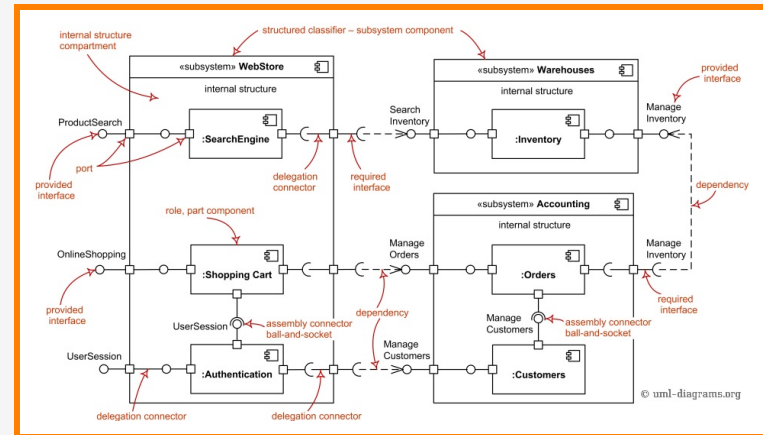 structured classifier – subsystem component
internal structure
compartment
«subsystem» WebStore
internal structure
«subsystem» Warehouses
internal structure
provided
interface
ProductSearch
:SearchEngine
Search
Inventory
:Inventory
Manage
Inventory
port
provided
interface
delegation
connector
required
interface
dependency
role, part component
«subsystem» Accounting
internal structure
OnlineShopping
:Shopping Cart
Manage
Orders
:Orders
Manage
Inventory
provided
interface
dependency
required
interface
UserSession
assembly connector
ball-and-socket
Manage
Customers
assembly connector
ball-and-socket
UserSession
:Authentication
Manage
Customers
:Customers
delegation connector
delegation connector
© uml-diagrams.org